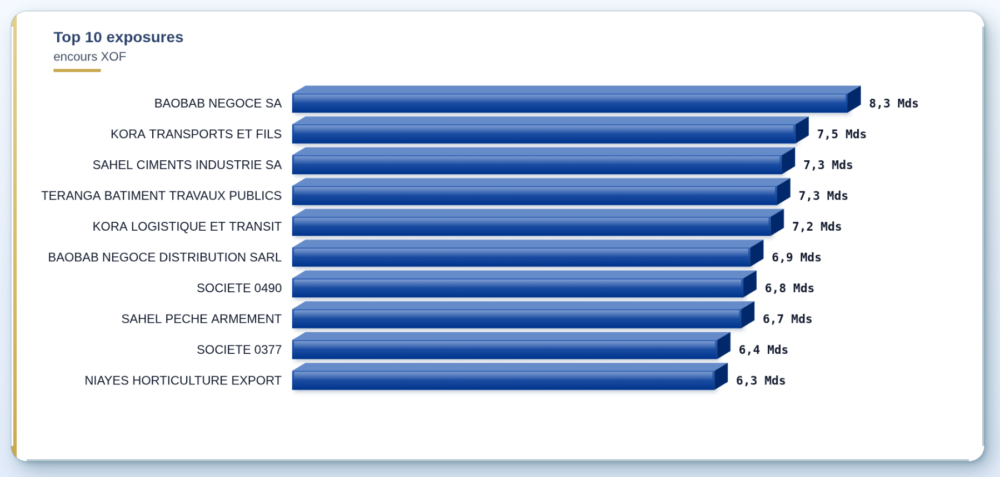 Top 10 exposures
encours XOF
BAOBAB NEGOCE SA 8,3 Mds
KORA TRANSPORTS ET FILS 7,5 Mds
SAHEL CIMENTS INDUSTRIE SA 7,3 Mds
TERANGA BATIMENT TRAVAUX PUBLICS 7,3 Mds
KORA LOGISTIQUE ET TRANSIT 7,2 Mds
BAOBAB NEGOCE DISTRIBUTION SARL 6,9 Mds
SOCIETE 0490 6,8 Mds
SAHEL PECHE ARMEMENT 6,7 Mds
SOCIETE 0377 6,4 Mds
NIAYES HORTICULTURE EXPORT 6,3 Mds